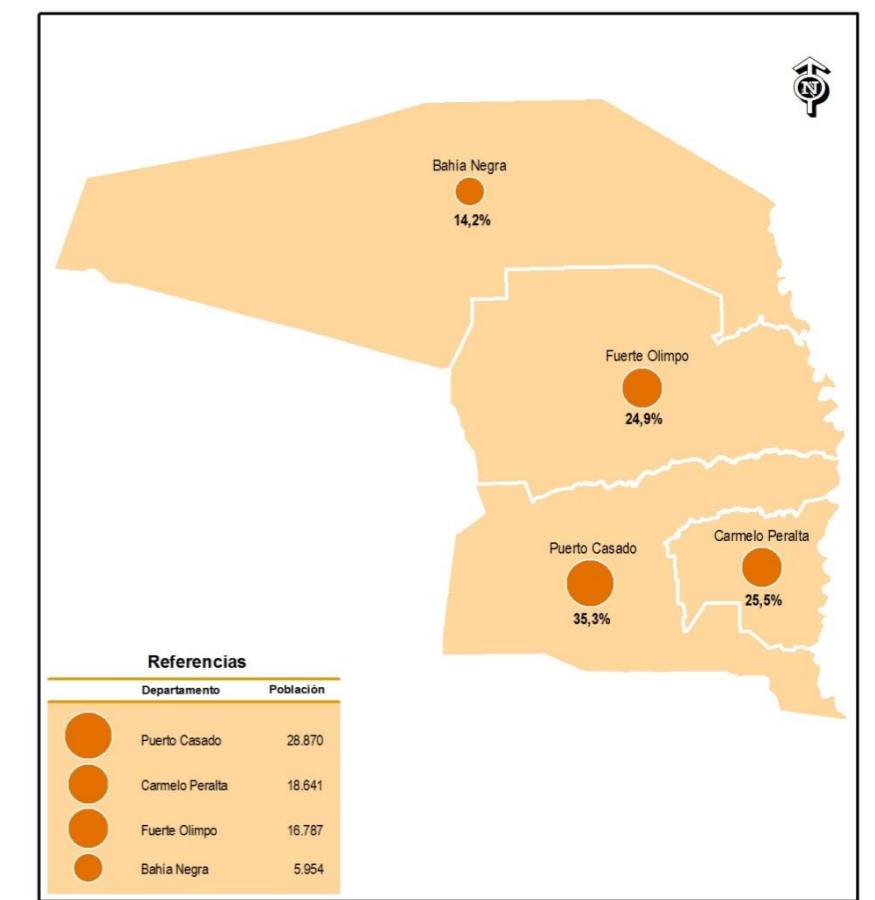 N
Bahia Negra
14,2%
Fuerte Olimpo
24,9%
Carmelo Peralta
25,5%
Puerto Casado
35,3%
Referencias
Departamento Población
Puerto Casado 28.870
Carmelo Peralta 18.641
Fuerte Olimpo 16.787
Bahía Negra 5.954